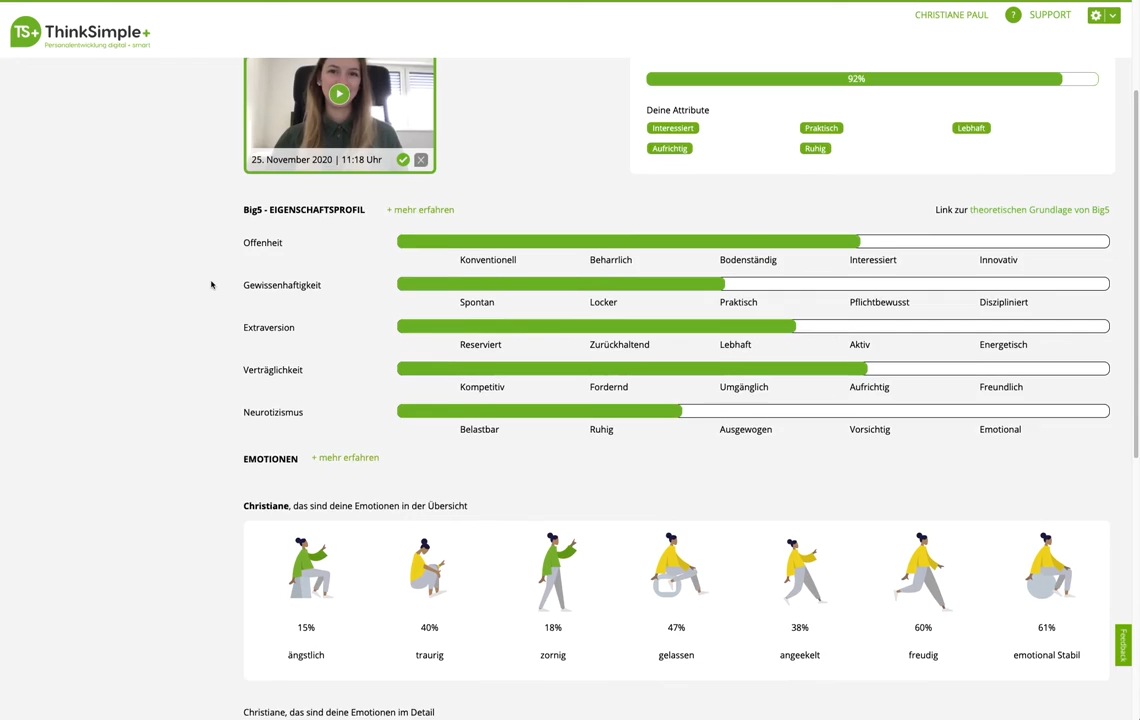 CHRISTIANE PAUL ? SUPPORT
TS+ ThinkSimple+
Personalentwicklung digital + smart
92%
Deine Attribute
Interessiert Praktisch Lebhaft
Aufrichtig Ruhig
25. November 2020 | 11:18 Uhr
Big5 - EIGENSCHAFTSPROFIL + mehr erfahren Link zur theoretischen Grundlage von Big5
Offenheit
Konventionell Beharrlich Bodenständig Interessiert Innovativ
Gewissenhaftigkeit
Spontan Locker Praktisch Pflichtbewusst Diszipliniert
Extraversion
Reserviert Zurückhaltend Lebhaft Aktiv Energetisch
Verträglichkeit
Kompetitiv Fordernd Umgänglich Aufrichtig Freundlich
Neurotizismus
Belastbar Ruhig Ausgewogen Vorsichtig Emotional
EMOTIONEN + mehr erfahren
Christiane, das sind deine Emotionen in der Übersicht
15% 40% 18% 47% 38% 60% 61%
ängstlich traurig zornig gelassen angeekelt freudig emotional Stabil
Feedback
Christiane, das sind deine Emotionen im Detail